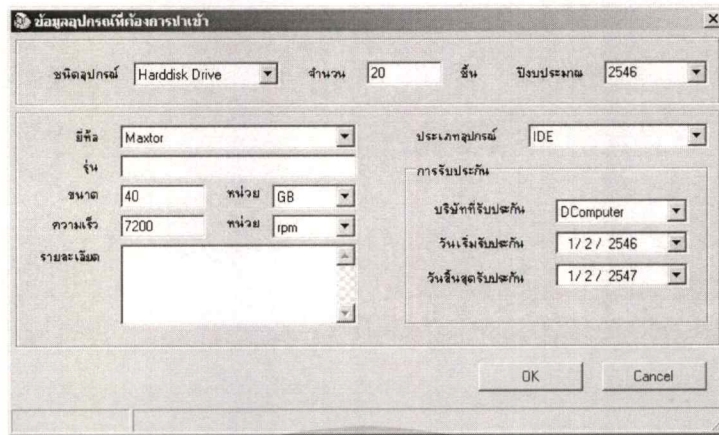 ข้อมูลอุปกรณ์ที่ต้องการนำเข้า
ชนิดอุปกรณ์ Harddisk Drive จำนวน 20 ชิ้น ปีงบประมาณ 2546
ยี่ห้อ Maxtor ประเภทอุปกรณ์ IDE
รุ่น
ขนาด 40 หน่วย GB
ความเร็ว 7200 หน่วย rpm
รายละเอียด
การรับประกัน
บริษัทที่รับประกัน DComputer
วันเริ่มรับประกัน 1/ 2 / 2546
วันสิ้นสุดรับประกัน 1/ 2 / 2547
OK Cancel